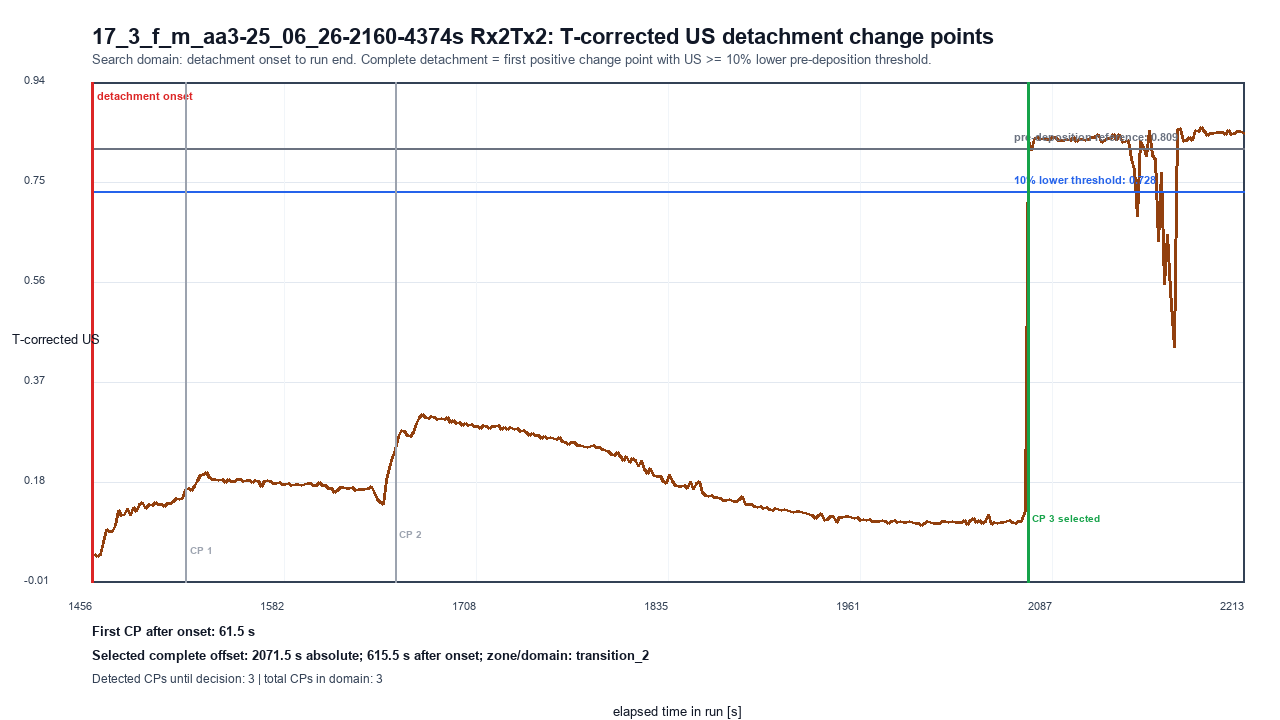 17_3_f_m_aa3-25_06_26-2160-4374s Rx2Tx2: T-corrected US detachment change points
Search domain: detachment onset to run end. Complete detachment = first positive change point with US >= 10% lower pre-deposition threshold.
0.94
detachment onset
pre-deposition reference: 0.809
0.75
10% lower threshold: 0.728
0.56
T-corrected US
0.37
0.18
CP 3 selected
CP 2
CP 1
-0.01
1456
1582
1708
1835
1961
2087
2213
First CP after onset: 61.5 s
Selected complete offset: 2071.5 s absolute; 615.5 s after onset; zone/domain: transition_2
Detected CPs until decision: 3 | total CPs in domain: 3
elapsed time in run [s]